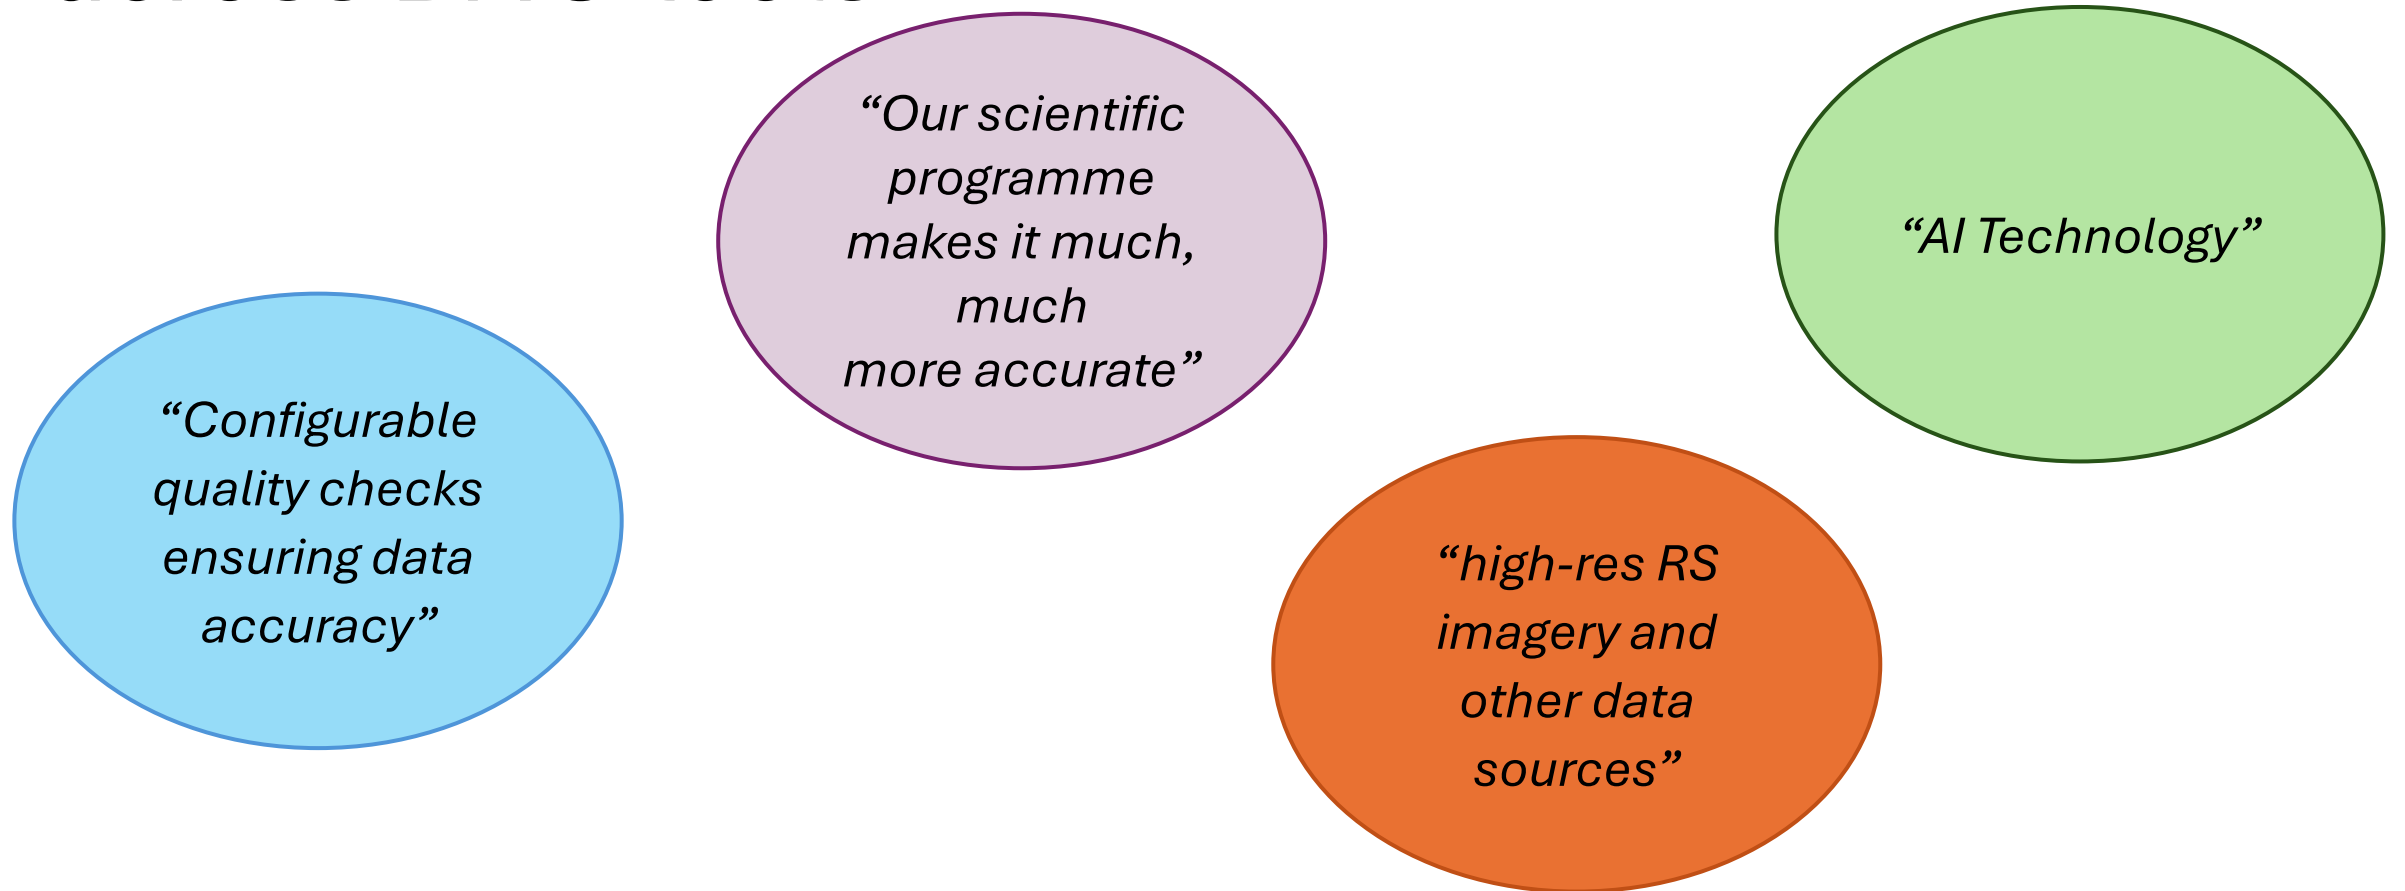 “Our scientific
programme
makes it much,
much
more accurate”
“AI Technology”
“Configurable
quality checks
ensuring data
accuracy”
“high-res RS
imagery and
other data
sources”